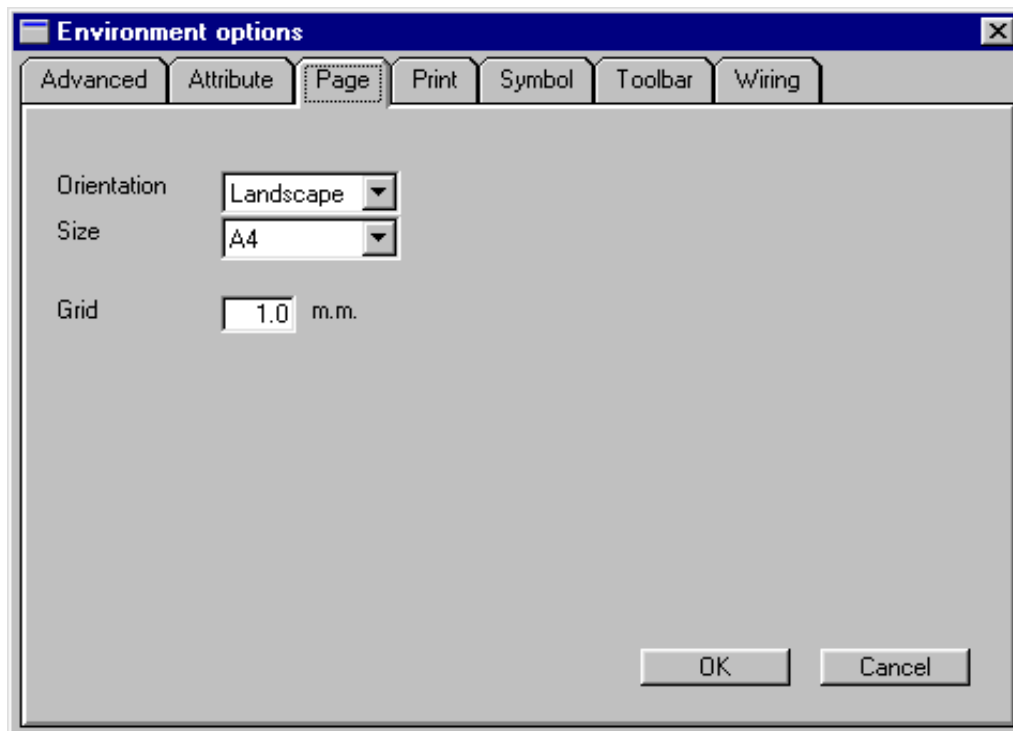 Environment options
Advanced Attribute Page Print Symbol Toolbar Wiring
Orientation Landscape
Size A4
Grid 1.0 m.m.
OK Cancel